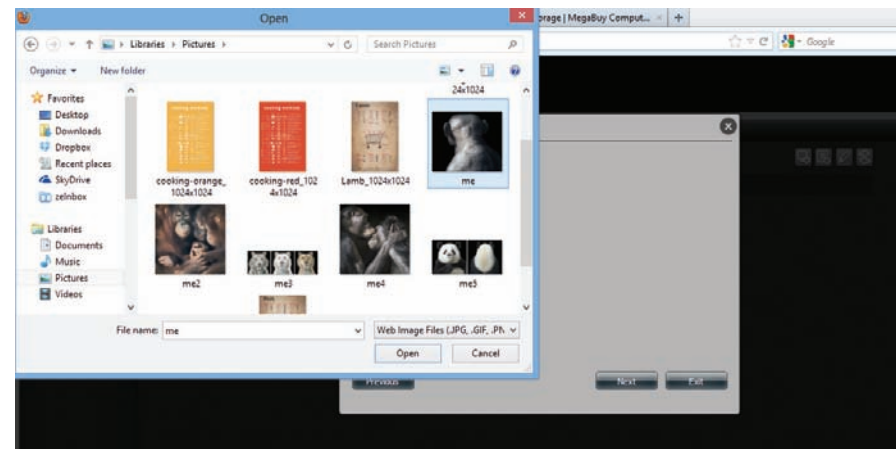 Open
orage | MegaBuy Comput...
Libraries
Pictures
Search Pictures
Google
Organize
New folder
24x1024
Favorites
Desktop
Downloads
Dropbox
Recent places
SkyDrive
zeInbox
cooking-orange_
1024x1024
cooking-red_102
4x1024
Lamb_1024x1024
me
Libraries
Documents
Music
Pictures
Videos
me2
me3
me4
me5
File name: me
Web Image Files (.JPG, .GIF, .PN
Open
Cancel
Previous
Next
Exit